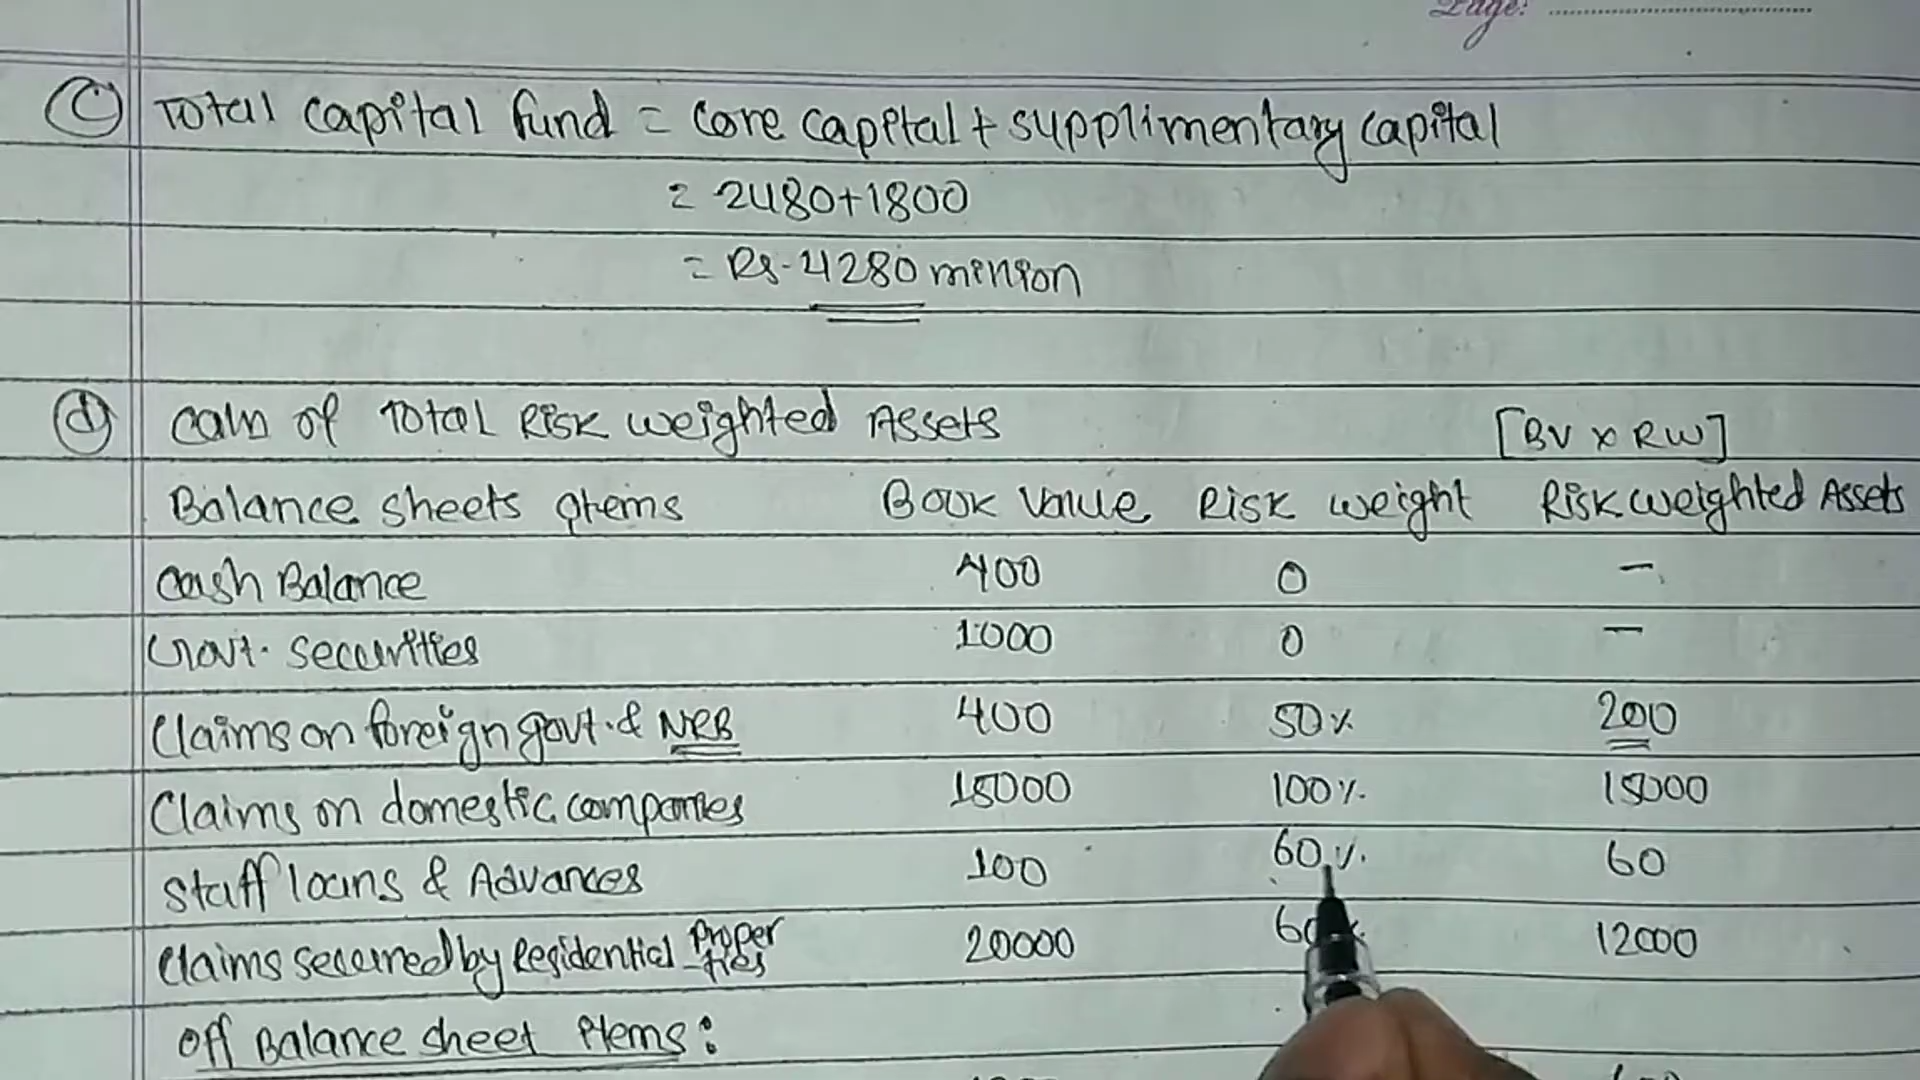 Page:
(C) Total capital fund = core capital + supplimentary capital
= 2480+1800
= Rs. 4280 million
(d) Caln of Total Risk weighted Assets [BV x RW]
Balance sheets items Book Value Risk weight Risk weighted Assets
Cash Balance 400 0 —
Govt. securities 1000 0 —
Claims on foreign govt. & NRB 400 50% 200
Claims on domestic companies 15000 100% 15000
Staff loans & Advances 100 60% 60
Claims secured by Residential Properties 20000 60% 12000
Off Balance sheet items: